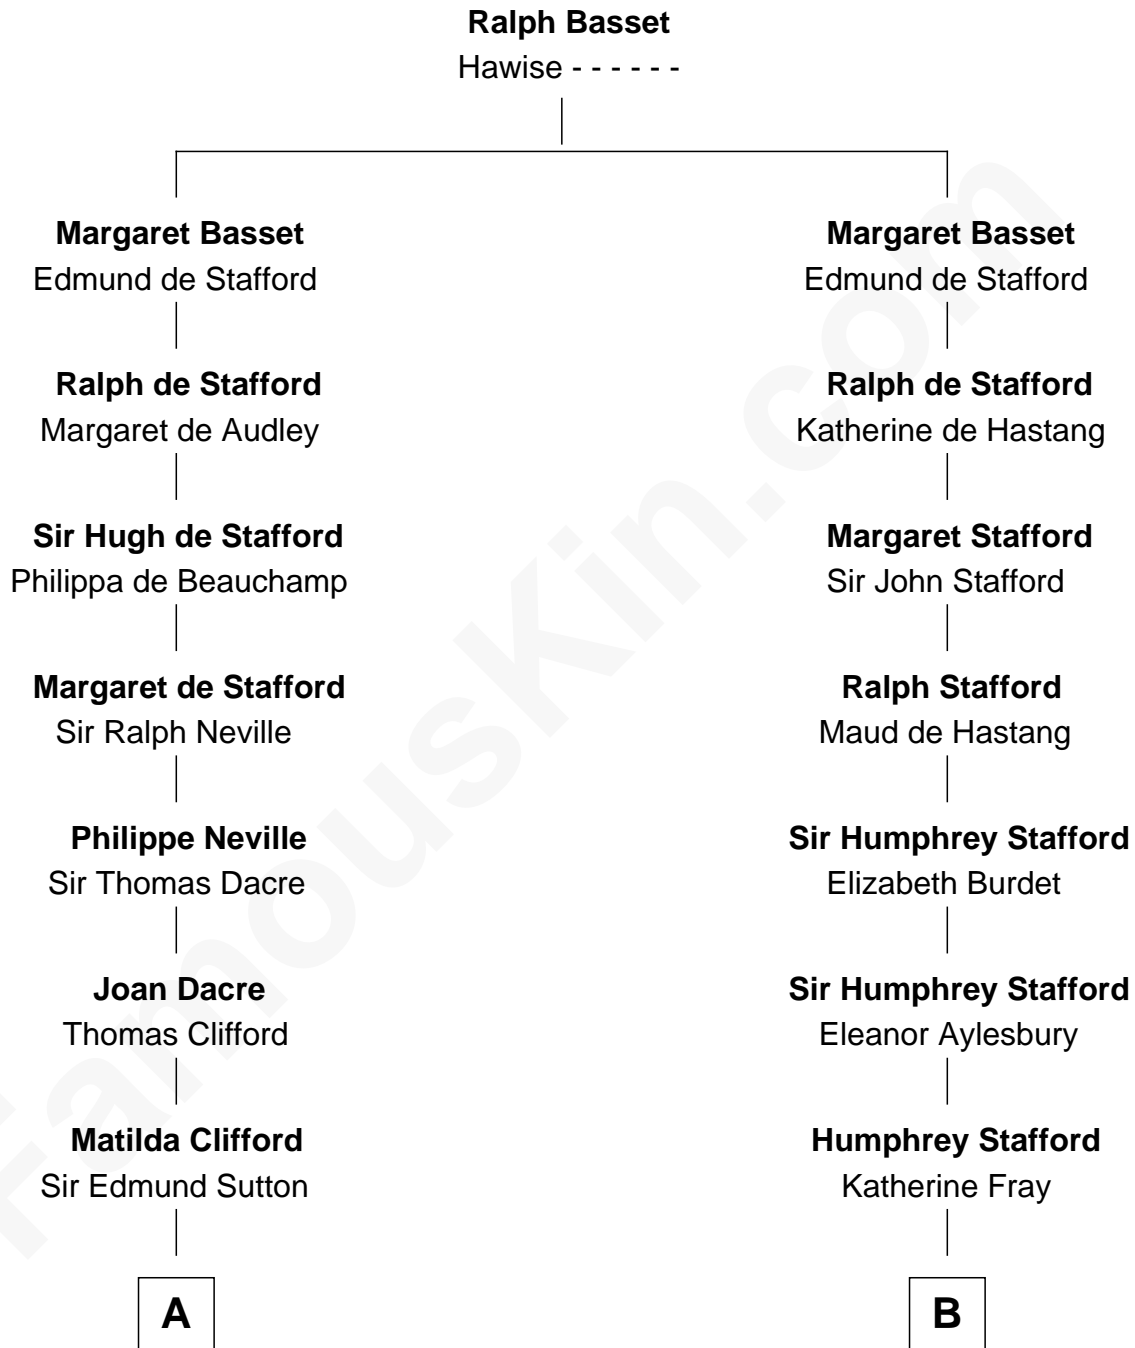 Ralph Basset
Hawise - - - - - -
Margaret Basset
Edmund de Stafford
Ralph de Stafford
Margaret de Audley
Sir Hugh de Stafford
Philippa de Beauchamp
Margaret de Stafford
Sir Ralph Neville
Philippe Neville
Sir Thomas Dacre
Joan Dacre
Thomas Clifford
Matilda Clifford
Sir Edmund Sutton
A
Margaret Basset
Edmund de Stafford
Ralph de Stafford
Katherine de Hastang
Margaret Stafford
Sir John Stafford
Ralph Stafford
Maud de Hastang
Sir Humphrey Stafford
Elizabeth Burdet
Sir Humphrey Stafford
Eleanor Aylesbury
Humphrey Stafford
Katherine Fray
B
FamousKin.com